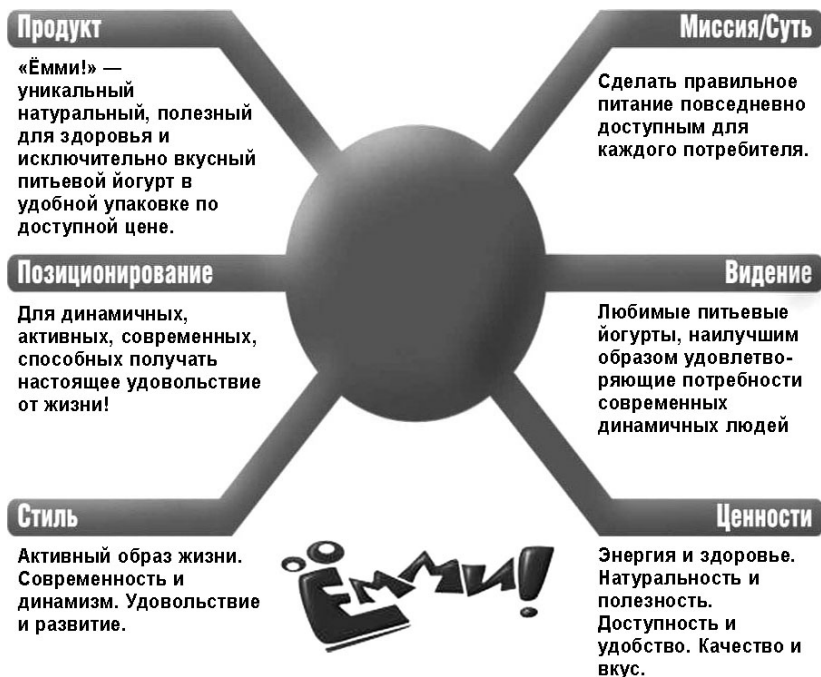 Продукт
«Ёмми!» —
уникальный
натуральный, полезный
для здоровья и
исключительно вкусный
питьевой йогурт в
удобной упаковке по
доступной цене.
Миссия/Суть
Сделать правильное
питание повседневно
доступным для
каждого потребителя.
Позиционирование
Для динамичных,
активных, современных,
способных получать
настоящее удовольствие
от жизни!
Видение
Любимые питьевые
йогурты, наилучшим
образом удовлетво-
ряющие потребности
современных
динамичных людей
Стиль
Активный образ жизни.
Современность и
динамизм. Удовольствие
и развитие.
Ёмми!
Ценности
Энергия и здоровье.
Натуральность и
полезность.
Доступность и
удобство. Качество и
вкус.